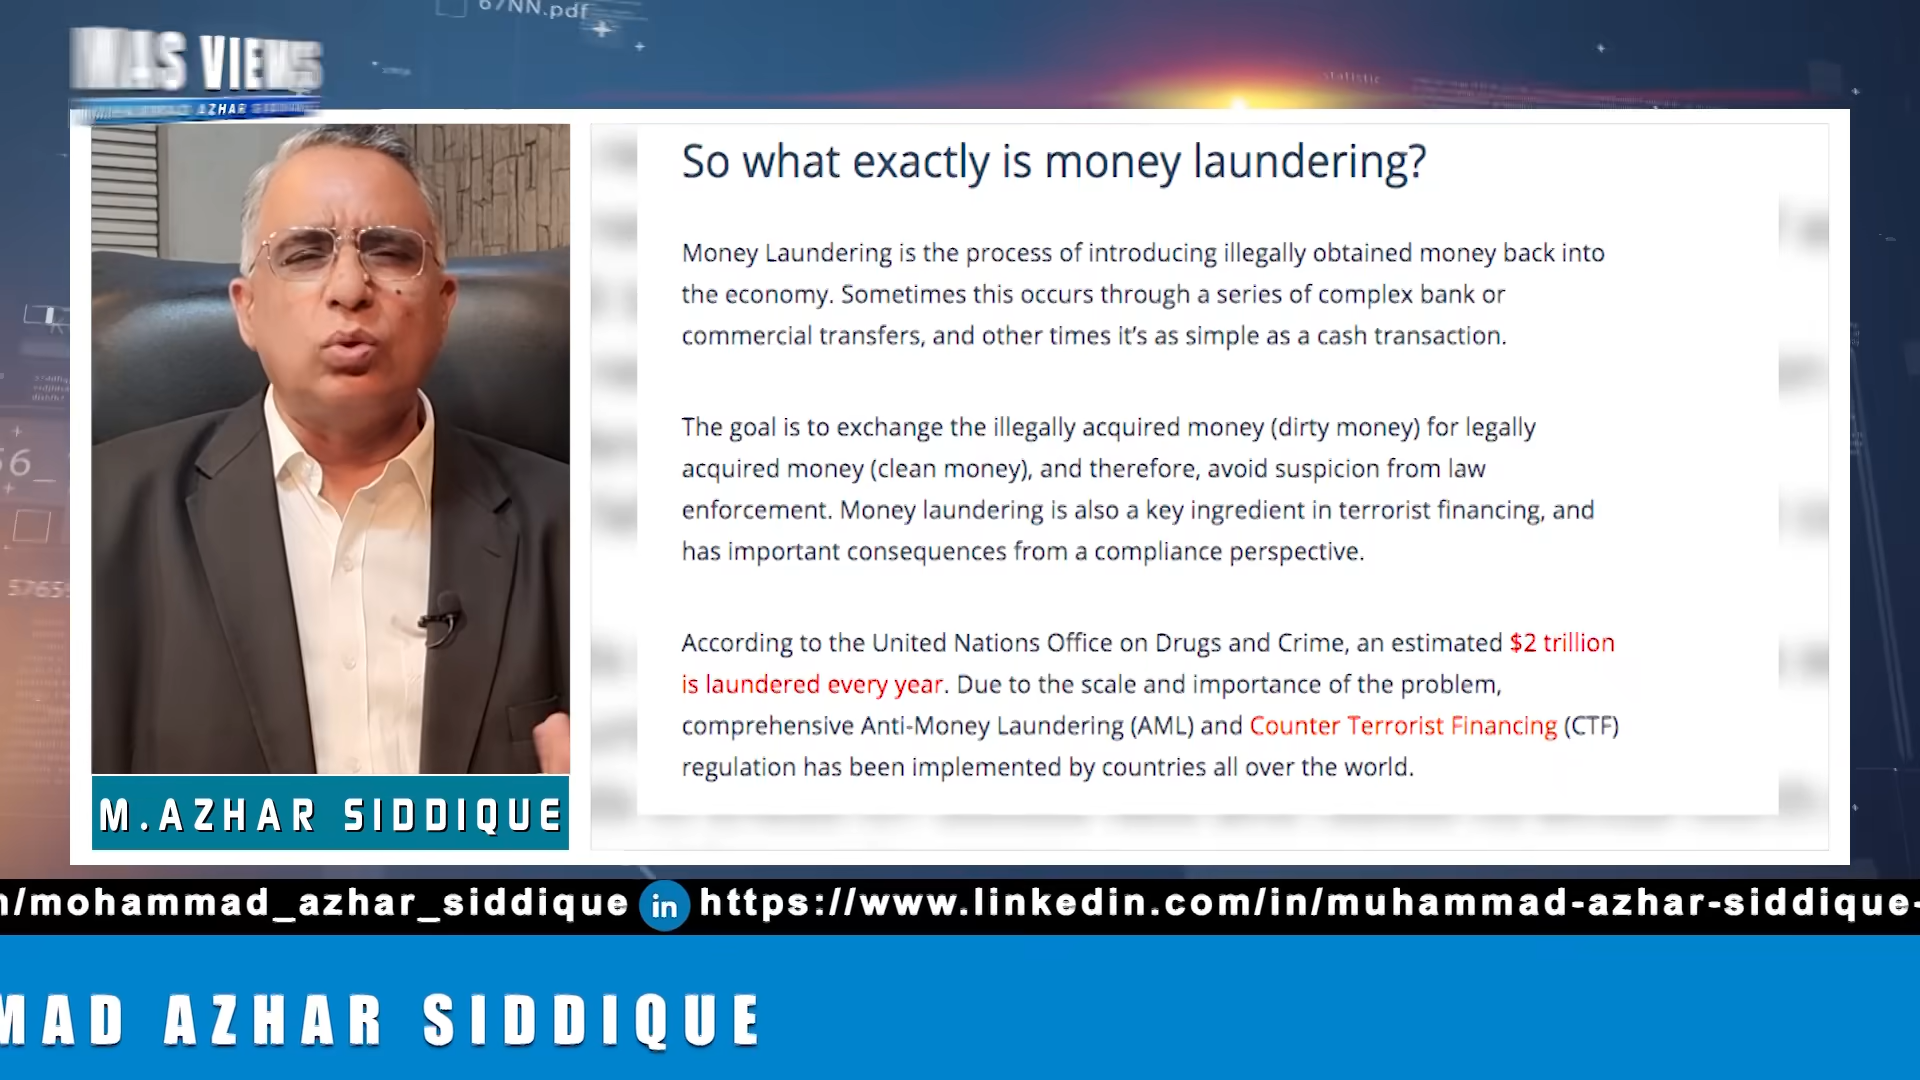 67NN.pdf
MAS VIEWS
AZHAR SIDDIQUE
statistic
So what exactly is money laundering?
Money Laundering is the process of introducing illegally obtained money back into
the economy. Sometimes this occurs through a series of complex bank or
commercial transfers, and other times it's as simple as a cash transaction.
The goal is to exchange the illegally acquired money (dirty money) for legally
acquired money (clean money), and therefore, avoid suspicion from law
enforcement. Money laundering is also a key ingredient in terrorist financing, and
has important consequences from a compliance perspective.
According to the United Nations Office on Drugs and Crime, an estimated $2 trillion
is laundered every year. Due to the scale and importance of the problem,
comprehensive Anti-Money Laundering (AML) and Counter Terrorist Financing (CTF)
regulation has been implemented by countries all over the world.
M.AZHAR SIDDIQUE
/mohammad_azhar_siddique in https://www.linkedin.com/in/muhammad-azhar-siddique-
MAD AZHAR SIDDIQUE